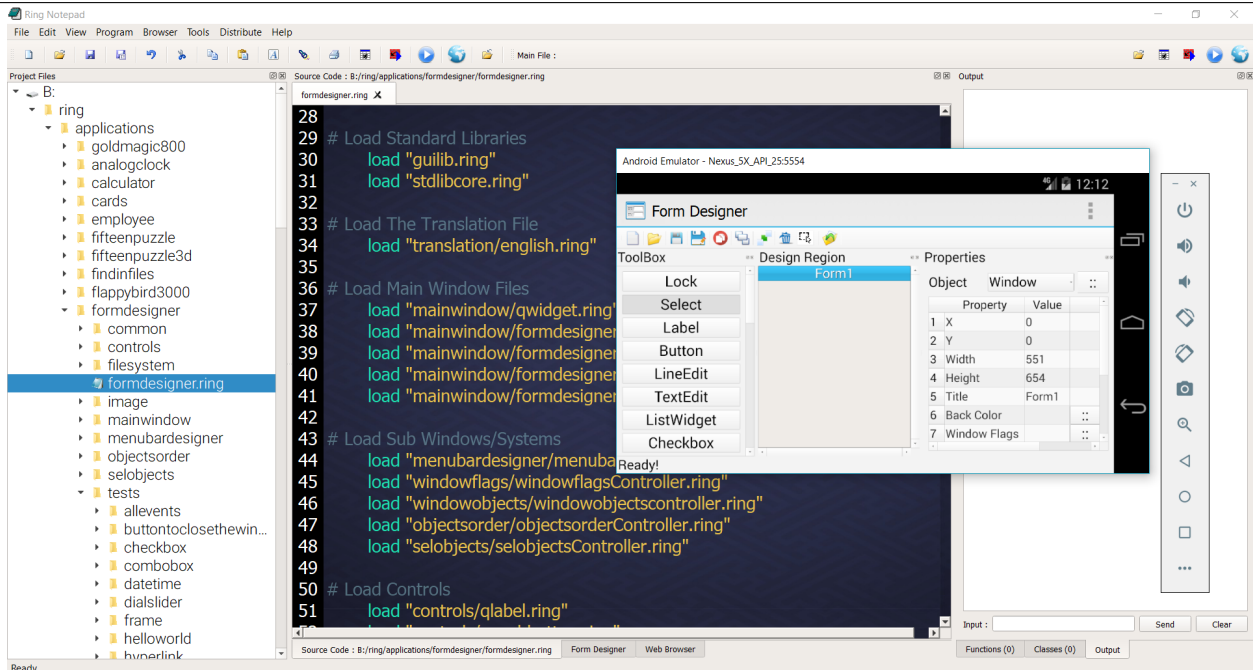 Ring Notepad
File Edit View Program Browser Tools Distribute Help
Main File :
Project Files
B:
ring
applications
goldmagic800
analogclock
calculator
cards
employee
fifteenpuzzle
fifteenpuzzle3d
findinfiles
flappybird3000
formdesigner
common
controls
filesystem
formdesigner.ring
image
mainwindow
menubardesigner
objectsorder
selobjects
tests
allevents
buttontoclosethewin...
checkbox
combobox
datetime
dialslider
frame
helloworld
hyperlink
Source Code : B:/ring/applications/formdesigner/formdesigner.ring
formdesigner.ring
28
29 # Load Standard Libraries
30 load "guilib.ring"
31 load "stdlibcore.ring"
32
33 # Load The Translation File
34 load "translation/english.ring"
35
36 # Load Main Window Files
37 load "mainwindow/qwidget.ring"
38 load "mainwindow/formdesigner
39 load "mainwindow/formdesigner
40 load "mainwindow/formdesigner
41 load "mainwindow/formdesigner
42
43 # Load Sub Windows/Systems
44 load "menubardesigner/menuba
45 load "windowflags/windowflagsController.ring"
46 load "windowobjects/windowobjectscontroller.ring"
47 load "objectsorder/objectsorderController.ring"
48 load "selobjects/selobjectsController.ring"
49
50 # Load Controls
51 load "controls/qlabel.ring"
Source Code : B:/ring/applications/formdesigner/formdesigner.ring Form Designer Web Browser
Android Emulator - Nexus_5X_API_25:5554
4G 12:12
Form Designer
ToolBox
Lock
Select
Label
Button
LineEdit
TextEdit
ListWidget
Checkbox
Design Region
Form1
Properties
Object Window ::
Property Value
1 X 0
2 Y 0
3 Width 551
4 Height 654
5 Title Form1
6 Back Color ::
7 Window Flags ::
Ready!
Output
Input : Send Clear
Functions (0) Classes (0) Output
Ready